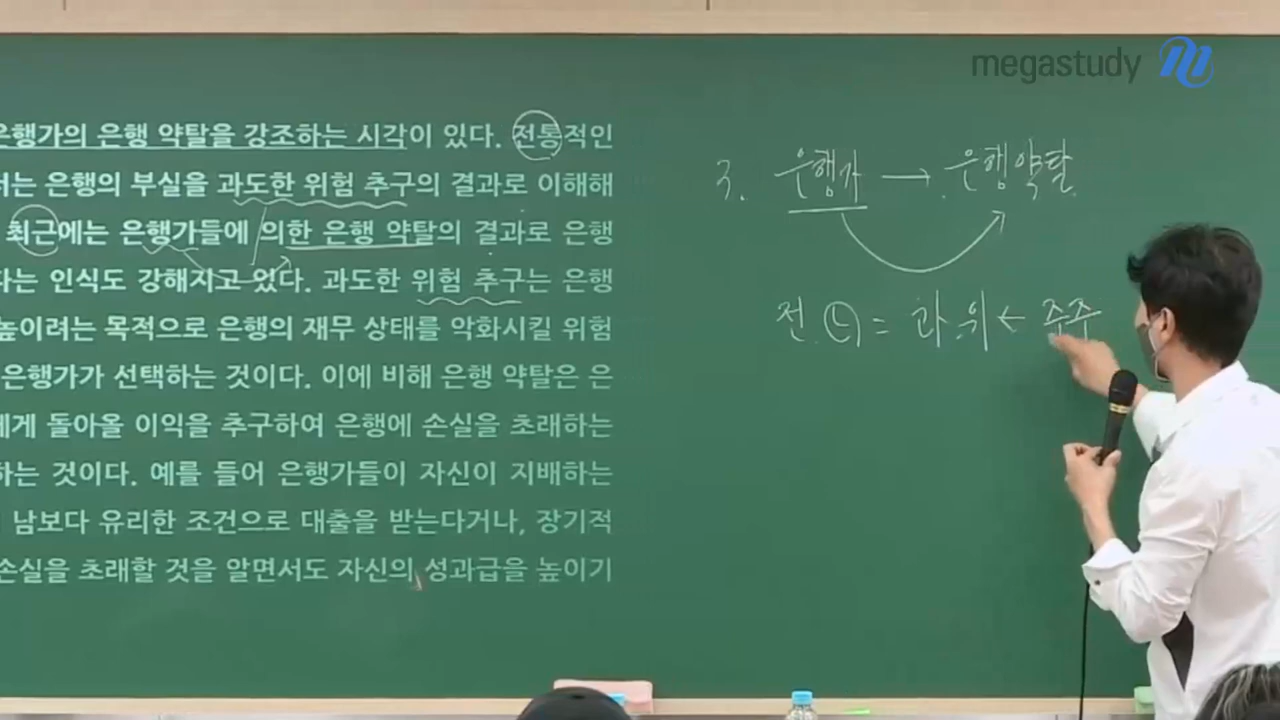 megastudy
은행가의 은행 약탈을 강조하는 시각이 있다. 전통적인
서는 은행의 부실을 과도한 위험 추구의 결과로 이해해
최근에는 은행가들에 의한 은행 약탈의 결과로 은행
다는 인식도 강해지고 있다. 과도한 위험 추구는 은행
높이려는 목적으로 은행의 재무 상태를 악화시킬 위험
은행가가 선택하는 것이다. 이에 비해 은행 약탈은 은
에게 돌아올 이익을 추구하여 은행에 손실을 초래하는
하는 것이다. 예를 들어 은행가들이 자신이 지배하는
남보다 유리한 조건으로 대출을 받는다거나, 장기적
손실을 초래할 것을 알면서도 자신의 성과급을 높이기
3. 은행가 → 은행약탈
전 ㉡ = 과 위 ← 주주